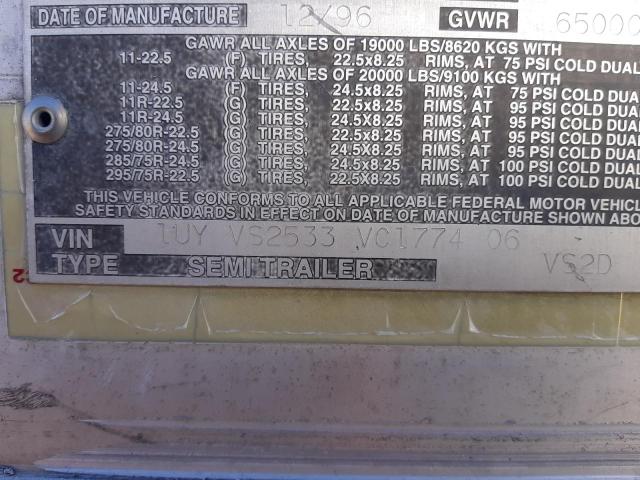 DATE OF MANUFACTURE 12/96 GVWR 65000
GAWR ALL AXLES OF 19000 LBS/8620 KGS WITH
11-22.5 (F) TIRES, 22.5x8.25 RIMS, AT 75 PSI COLD DUAL
GAWR ALL AXLES OF 20000 LBS/9100 KGS WITH
11-24.5 (F) TIRES, 24.5x8.25 RIMS, AT 75 PSI COLD DUAL
11R-22.5 (G) TIRES, 22.5x8.25 RIMS, AT 95 PSI COLD DUAL
11R-24.5 (G) TIRES, 24.5x8.25 RIMS, AT 95 PSI COLD DUAL
275/80R-22.5 (G) TIRES, 22.5x8.25 RIMS, AT 95 PSI COLD DUAL
275/80R-24.5 (G) TIRES, 24.5x8.25 RIMS, AT 95 PSI COLD DUAL
285/75R-24.5 (G) TIRES, 24.5x8.25 RIMS, AT 100 PSI COLD DUAL
295/75R-22.5 (G) TIRES, 22.5x8.25 RIMS, AT 100 PSI COLD DUAL
THIS VEHICLE CONFORMS TO ALL APPLICABLE FEDERAL MOTOR VEHICL
SAFETY STANDARDS IN EFFECT ON DATE OF MANUFACTURE SHOWN ABO
VIN 1UY VS2533 VC1774 06
TYPE SEMITRAILER VS2D